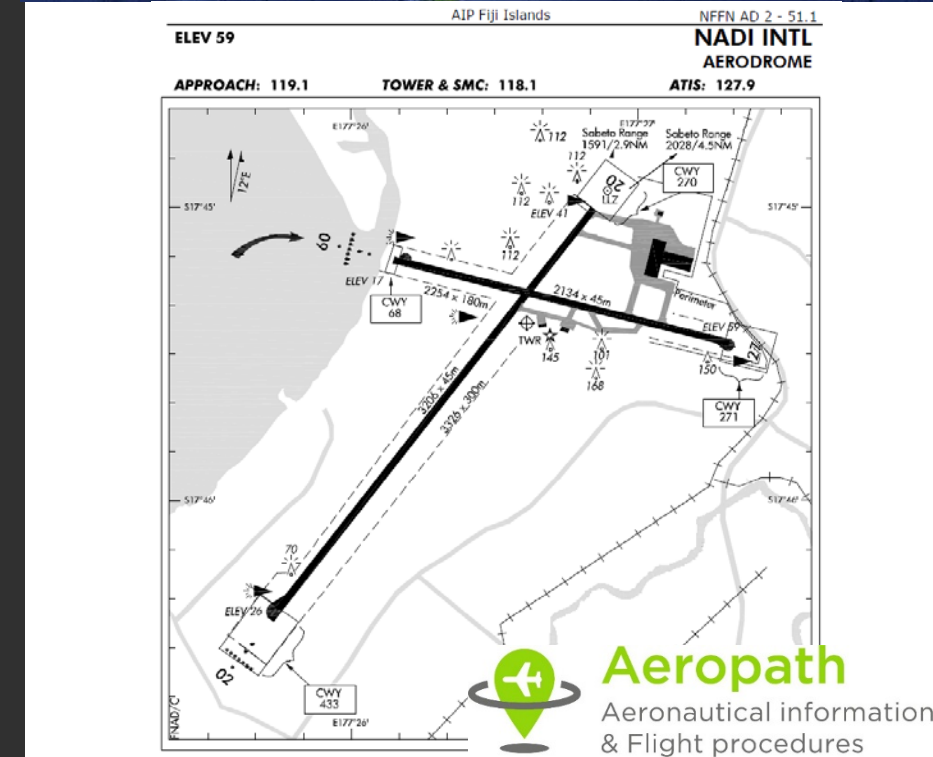 AIP Fiji Islands
NFFN AD 2 - 51.1
ELEV 59
NADI INTL
AERODROME
APPROACH: 119.1
TOWER & SMC: 118.1
ATIS: 127.9
E177°26'
E177°27'
112
Sabeto Range
1591/2.9NM
Sabeto Range
2028/4.5NM
12°E
112
20
LLZ
CWY
270
112
ELEV 41
S17°45'
S17°45'
09
112
ELEV 17
2254 x 180m
2134 x 45m
Perimeter
CWY
68
ELEV 59
TWR
145
101
27
150
168
3206 x 45m
3326 x 300m
CWY
271
S17°46'
S17°46'
70
ELEV 26
02
CWY
433
FNAD/C
E177°26'
Aeropath
Aeronautical information
& Flight procedures